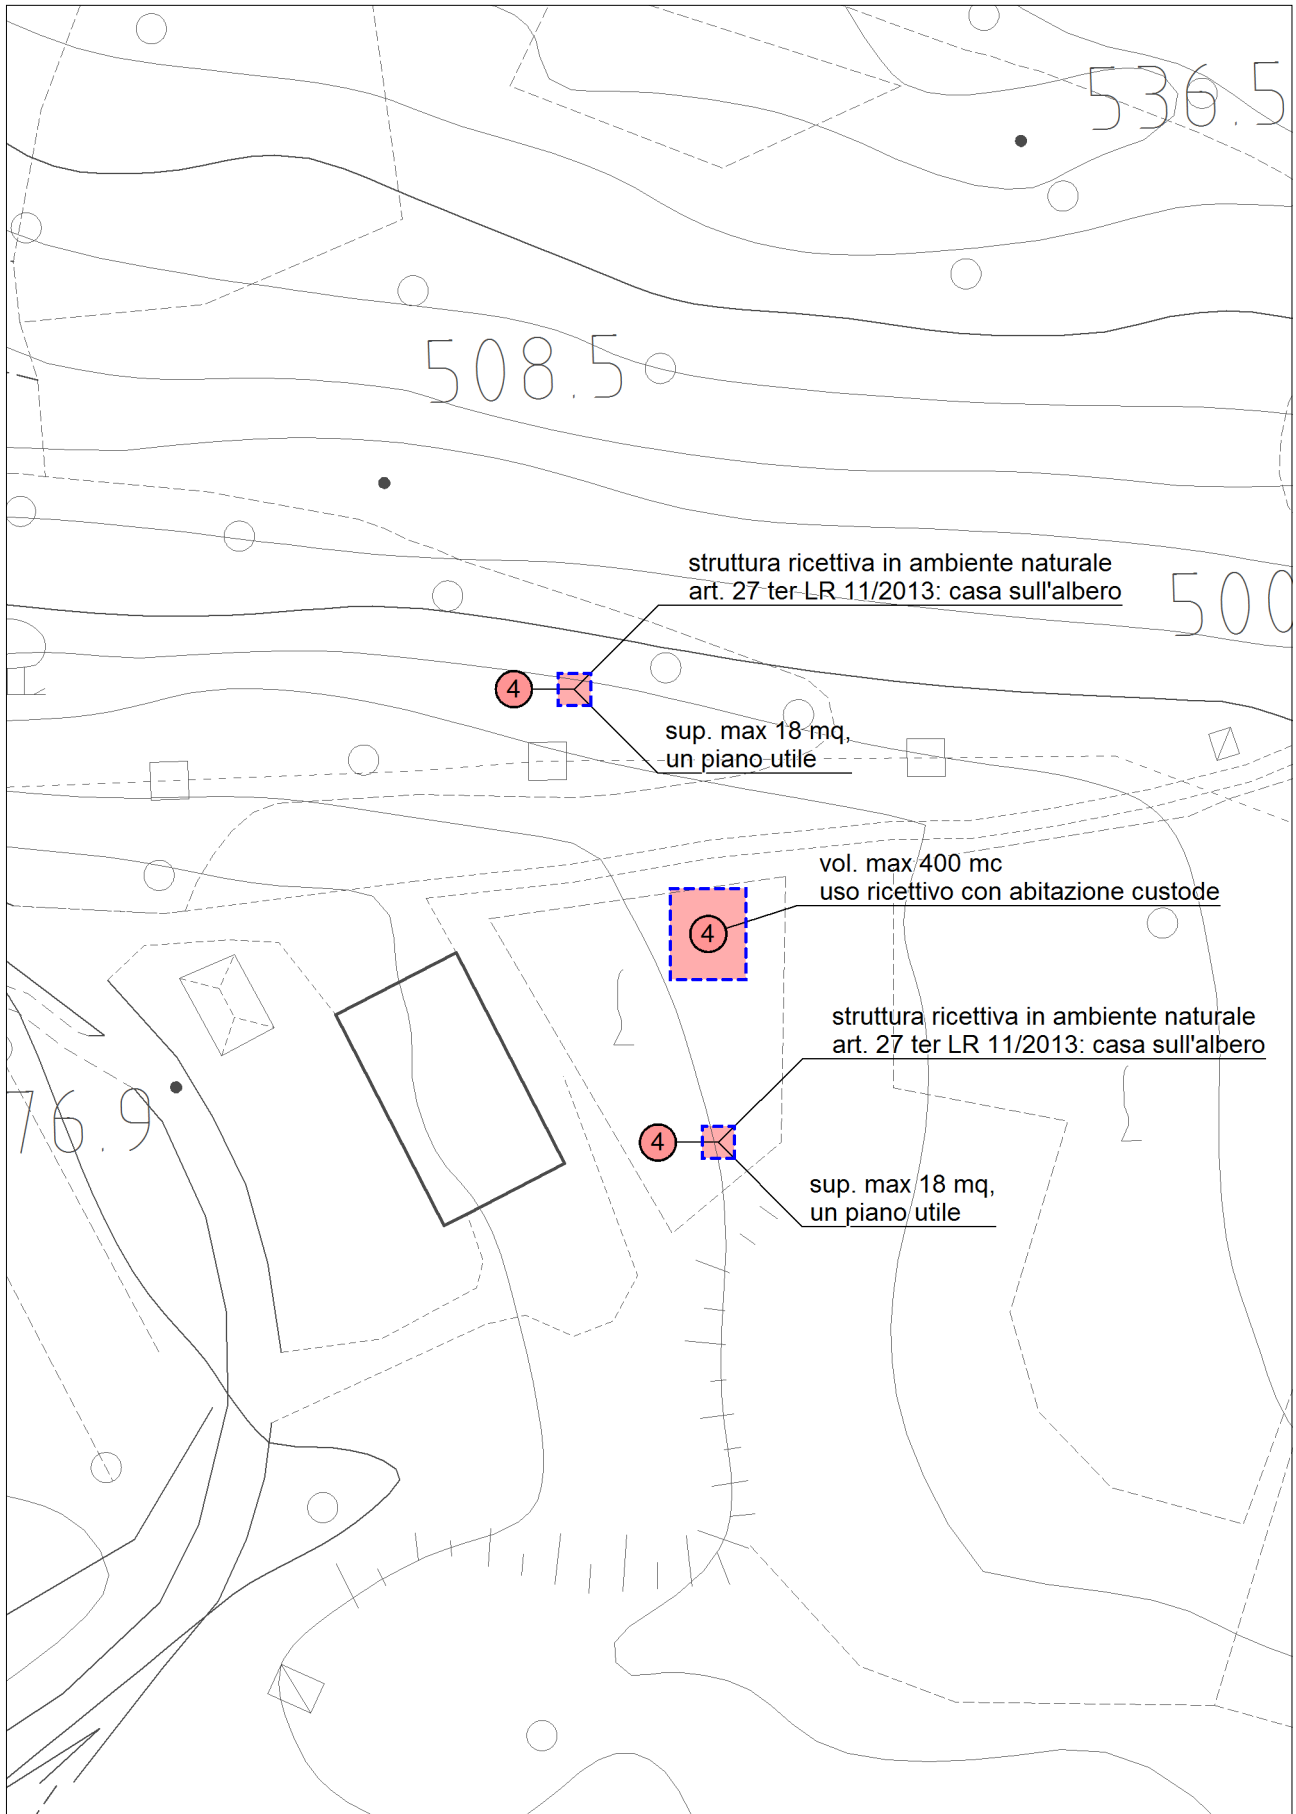 536.5
508.5
struttura ricettiva in ambiente naturale
art. 27 ter LR 11/2013: casa sull'albero
500
4
sup. max 18 mq,
un piano utile
vol. max 400 mc
uso ricettivo con abitazione custode
4
struttura ricettiva in ambiente naturale
art. 27 ter LR 11/2013: casa sull'albero
76.9
4
sup. max 18 mq,
un piano utile